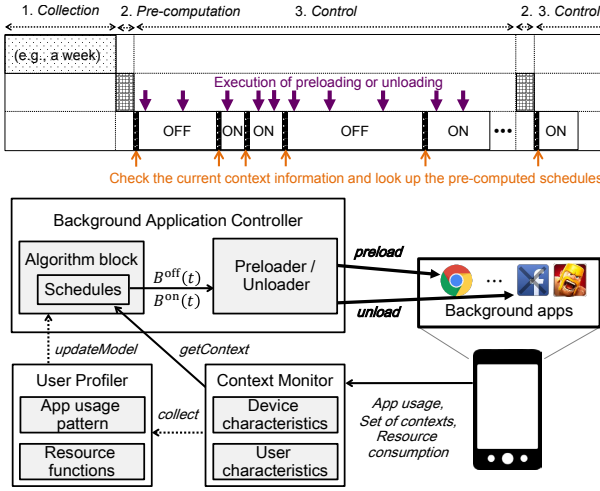 1. Collection 2. Pre-computation 3. Control 2. 3. Control
(e.g., a week)
Execution of preloading or unloading
OFF ON ON OFF ON ••• ON
Check the current context information and look up the pre-computed schedules
Background Application Controller
Algorithm block
Schedules
B^off(t)
B^on(t)
Preloader /
Unloader
preload
unload
...
Background apps
updateModel
getContext
User Profiler
App usage
pattern
Resource
functions
collect
Context Monitor
Device
characteristics
User
characteristics
App usage,
Set of contexts,
Resource
consumption